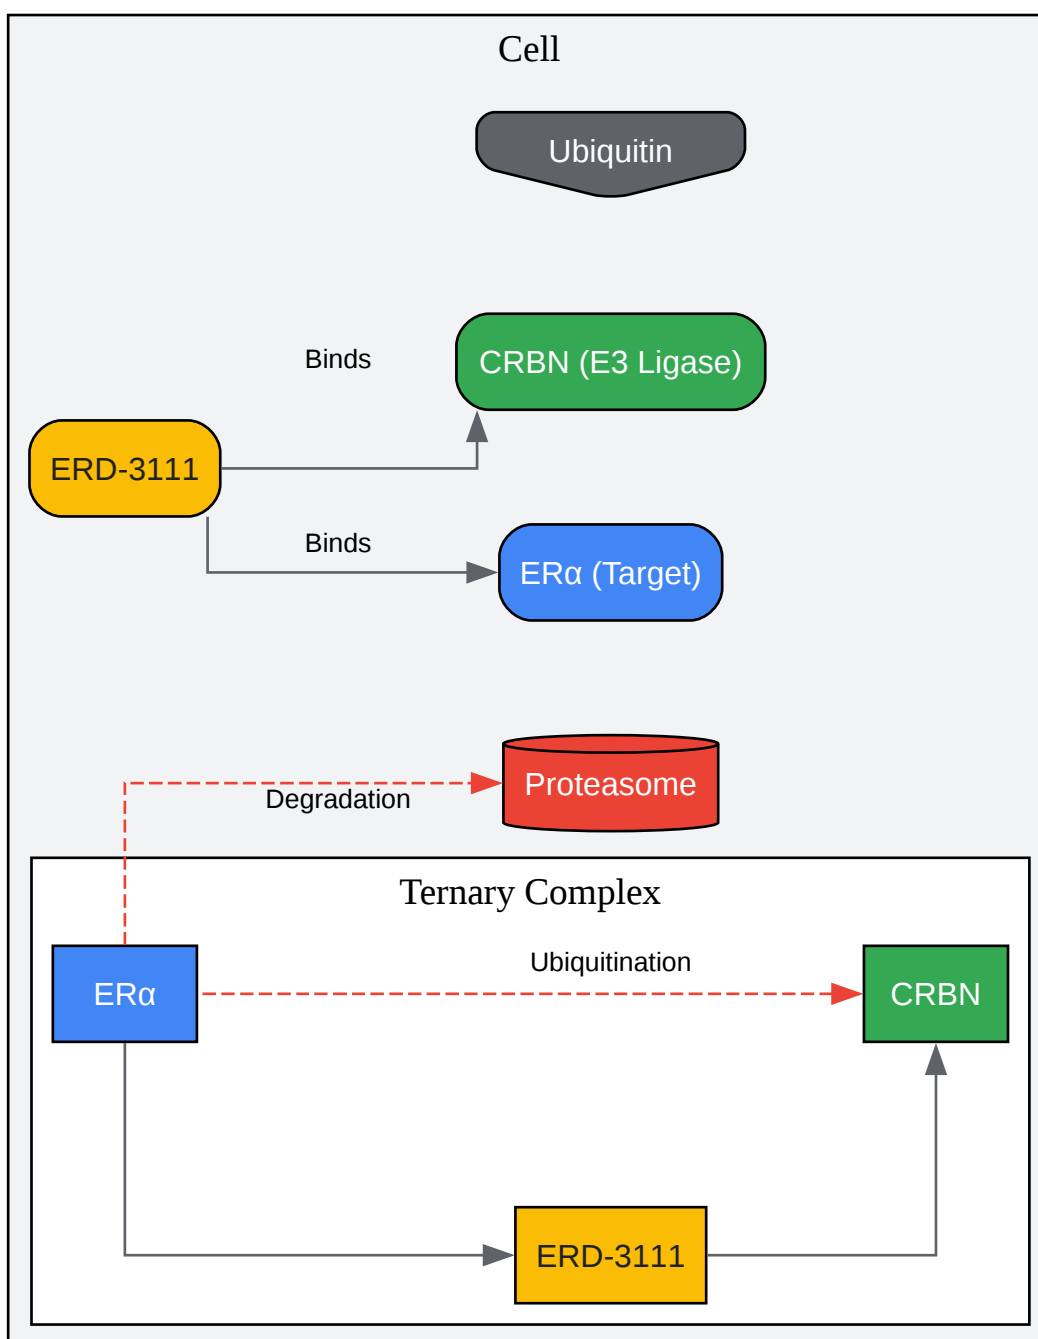 Cell
Ubiquitin
Binds
CRBN (E3 Ligase)
ERD-3111
Binds
ERα (Target)
Proteasome
Degradation
Ternary Complex
Ubiquitination
ERα
CRBN
ERD-3111